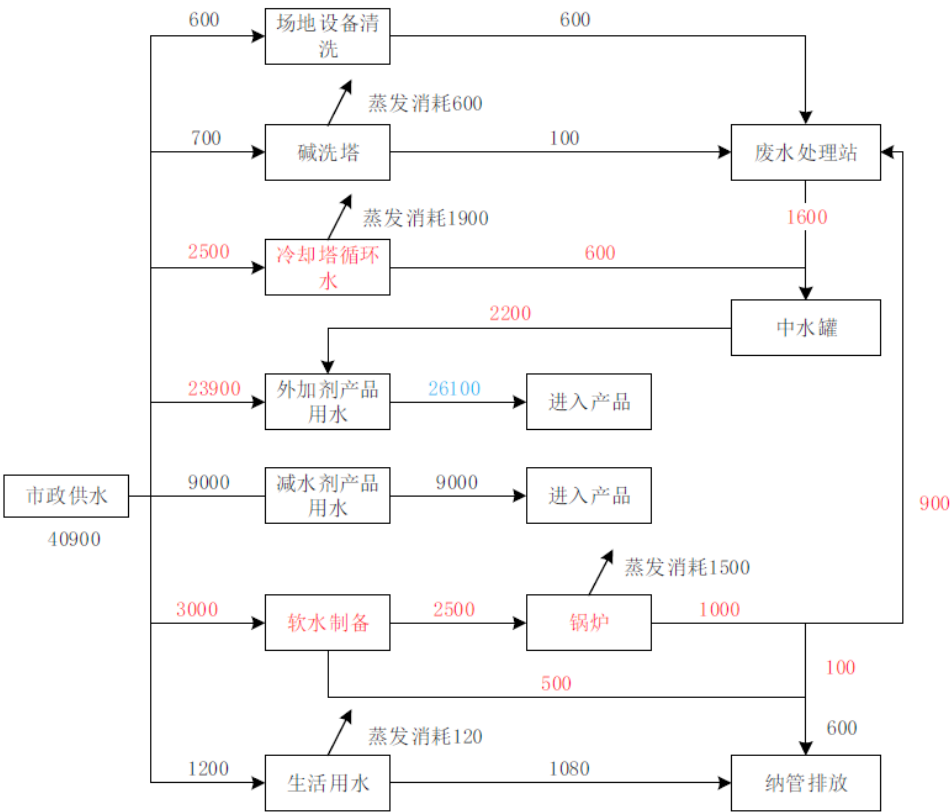 600
场地设备清
洗
600
蒸发消耗600
700
碱洗塔
100
废水处理站
蒸发消耗1900
1600
2500
冷却塔循环
水
600
2200
中水罐
23900
外加剂产品
用水
26100
进入产品
市政供水
40900
9000
减水剂产品
用水
9000
进入产品
900
蒸发消耗1500
3000
软水制备
2500
锅炉
1000
500
100
蒸发消耗120
600
1200
生活用水
1080
纳管排放